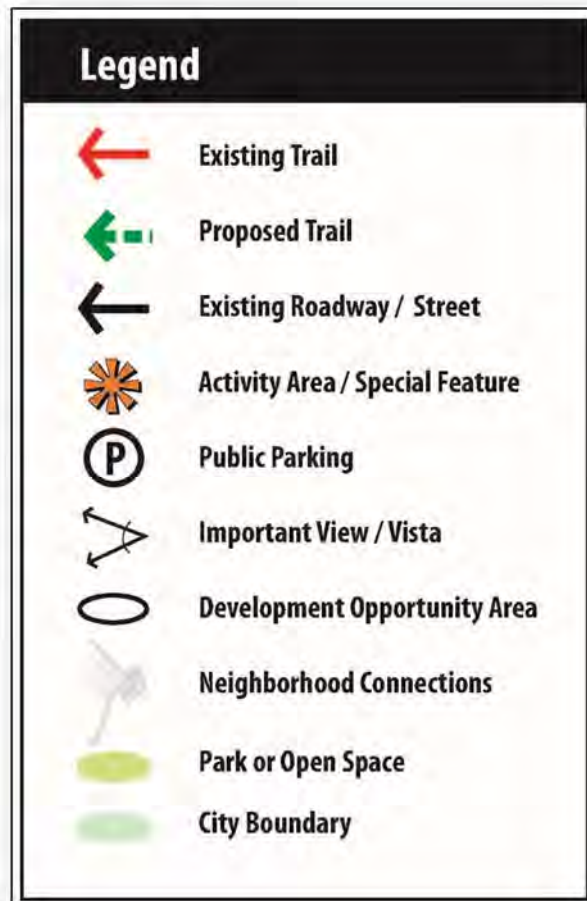 Legend
Existing Trail
Proposed Trail
Existing Roadway / Street
Activity Area / Special Feature
P Public Parking
Important View / Vista
Development Opportunity Area
Neighborhood Connections
Park or Open Space
City Boundary